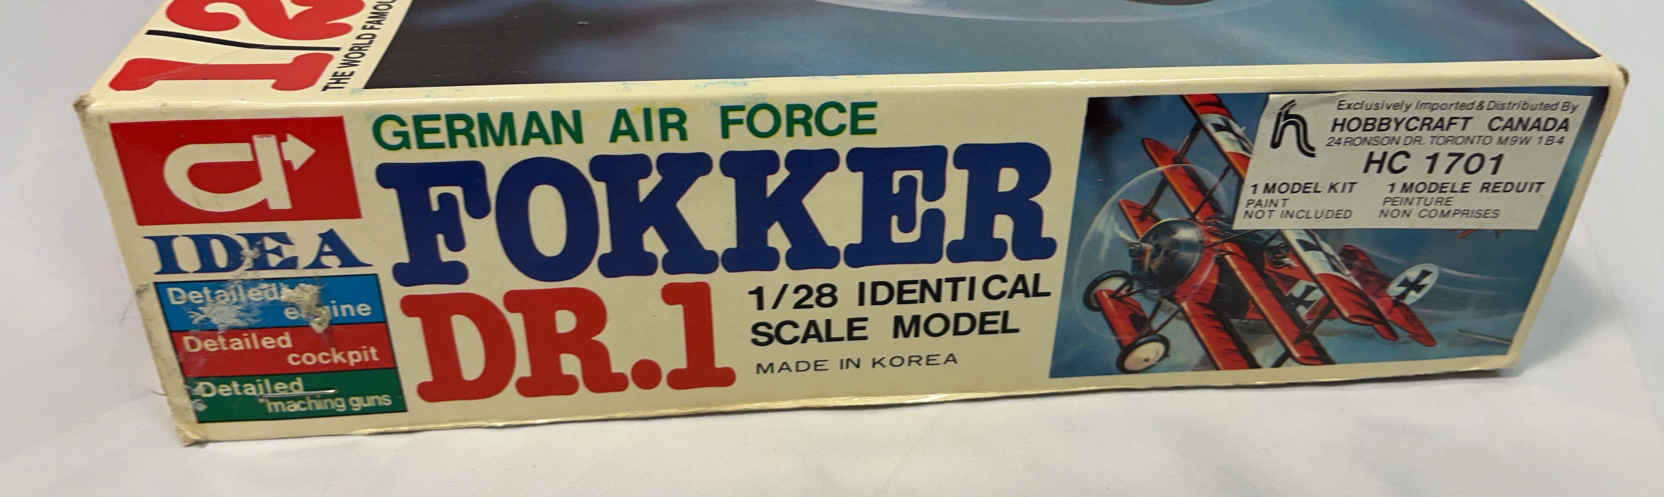 1/2
THE WORLD FAMOU
GERMAN AIR FORCE
FOKKER
DR.1
1/28 IDENTICAL
SCALE MODEL
MADE IN KOREA
IDEA
Detailed
engine
Detailed
cockpit
Detailed
maching guns
Exclusively Imported & Distributed By
HOBBYCRAFT CANADA
24 RONSON DR. TORONTO M9W 1B4
HC 1701
1 MODEL KIT 1 MODELE REDUIT
PAINT PEINTURE
NOT INCLUDED NON COMPRISES